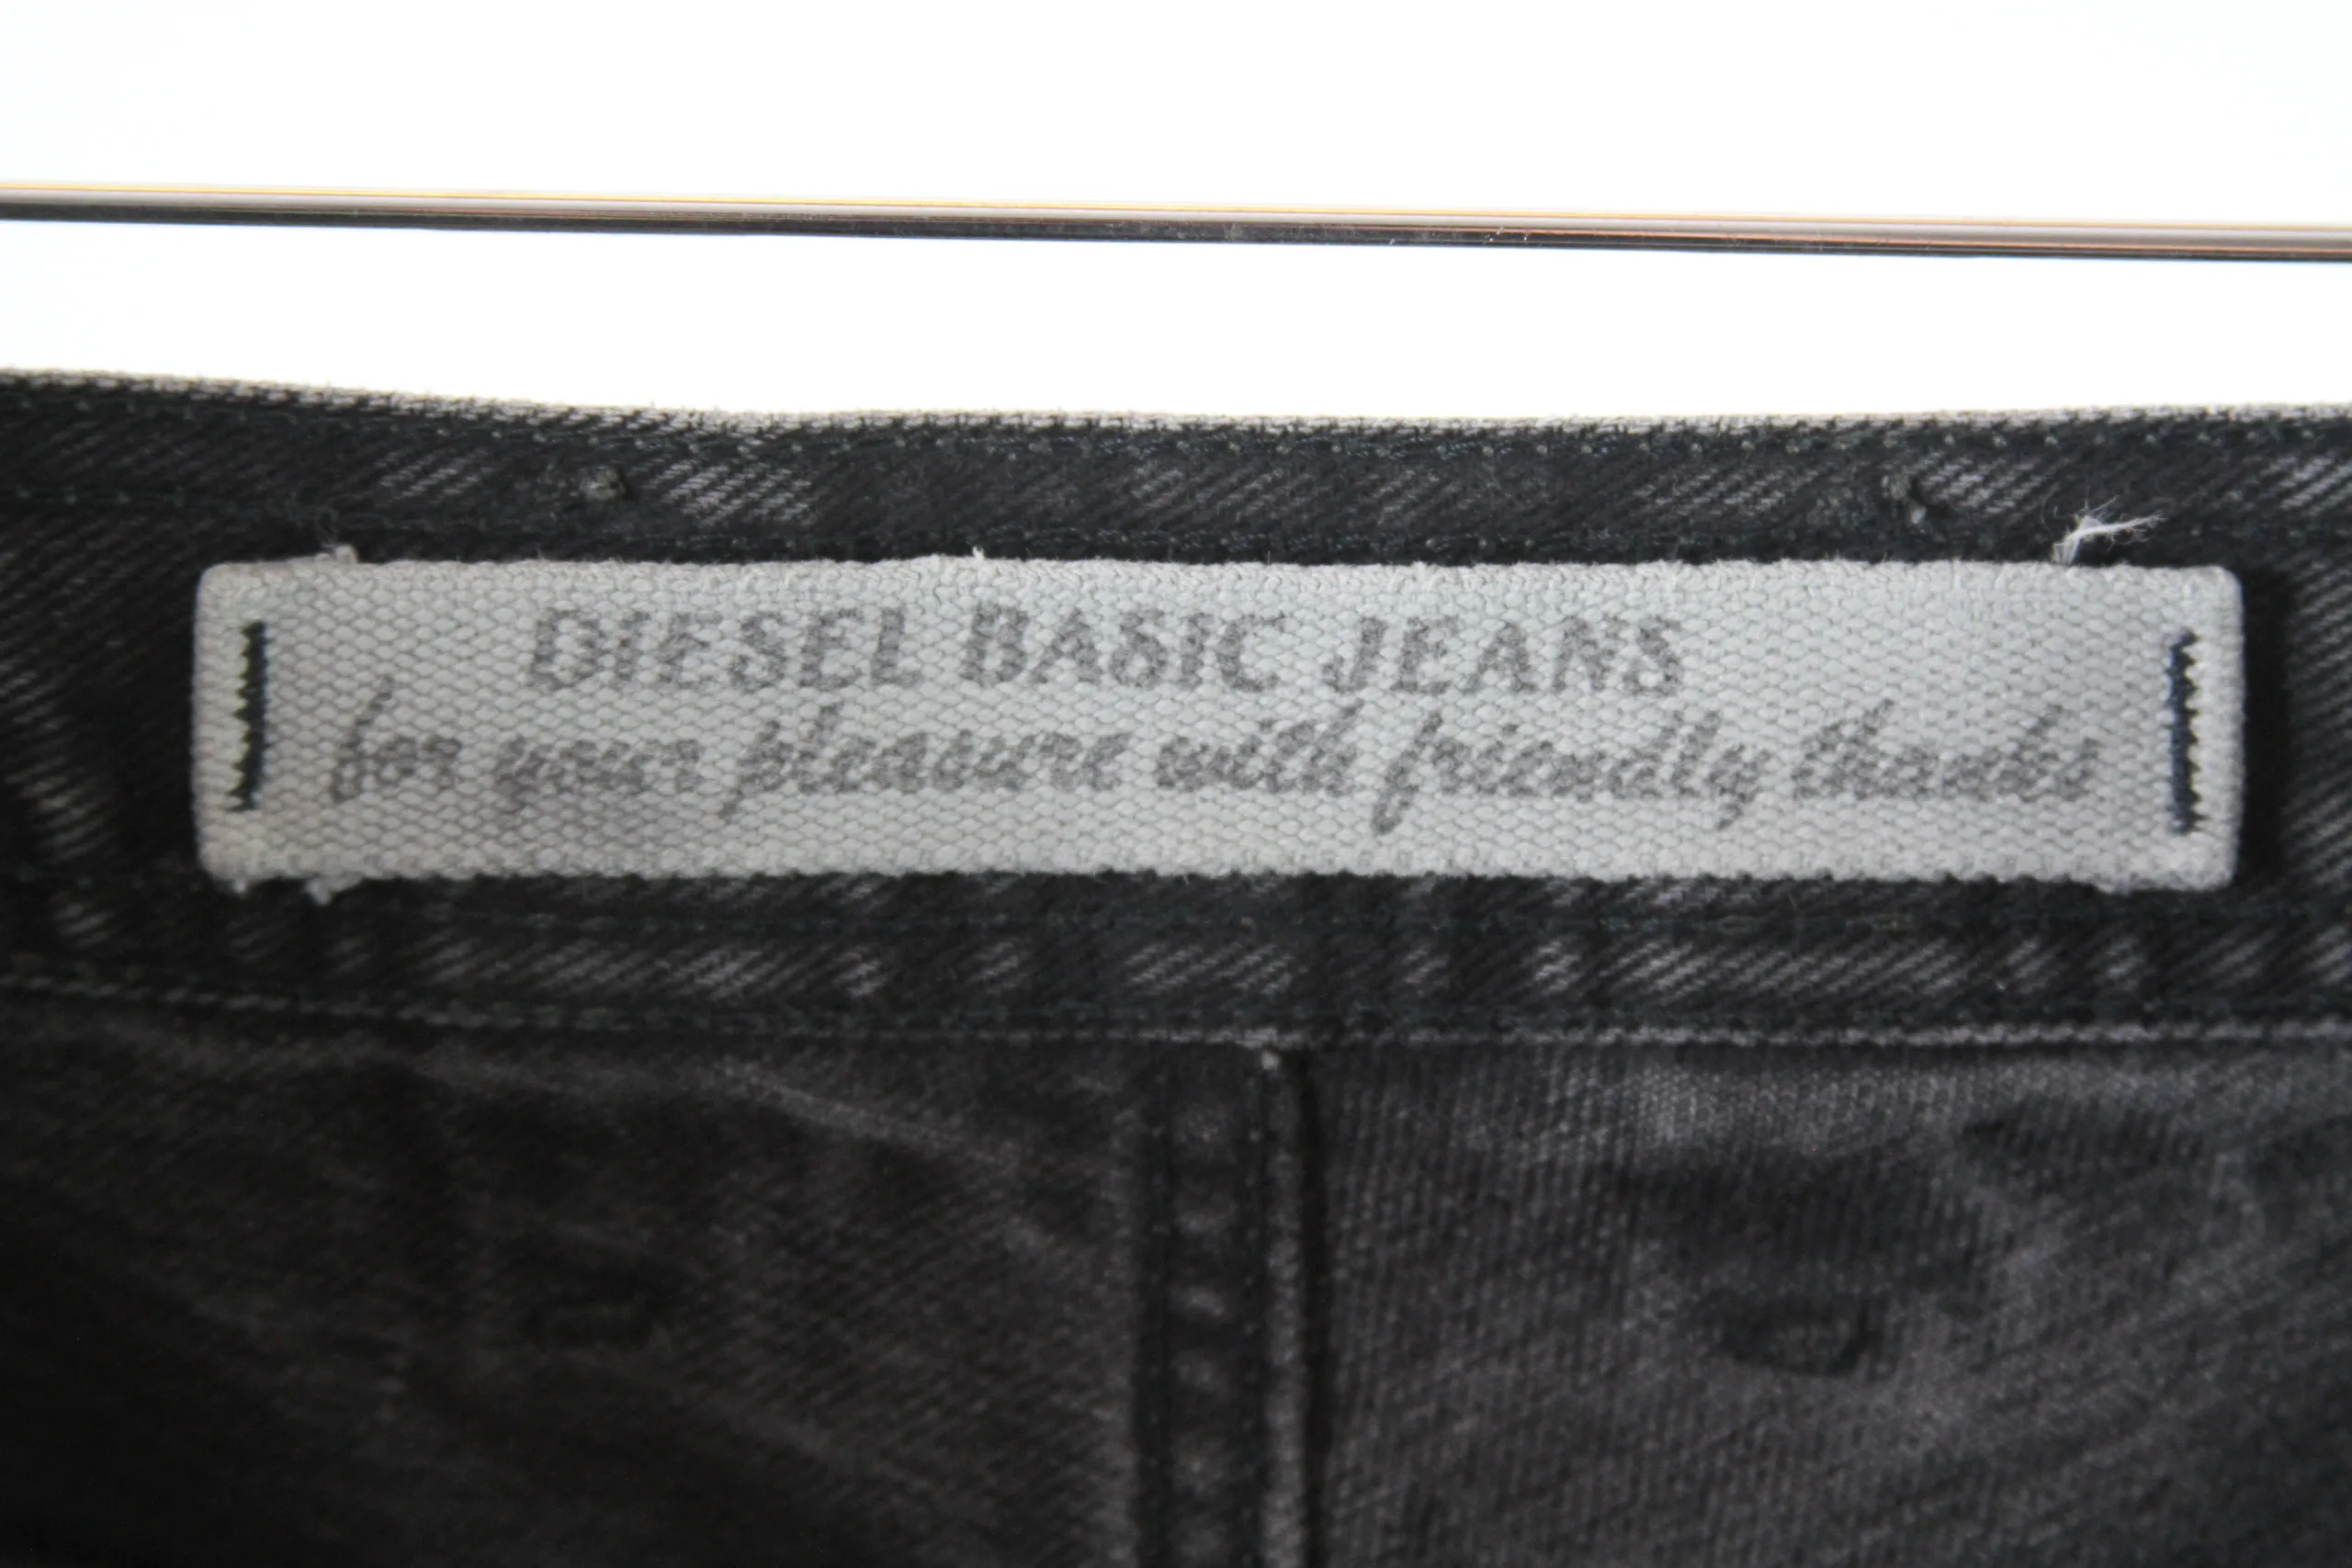 DIESEL BASIC JEANS
for your pleasure with friendly thanks